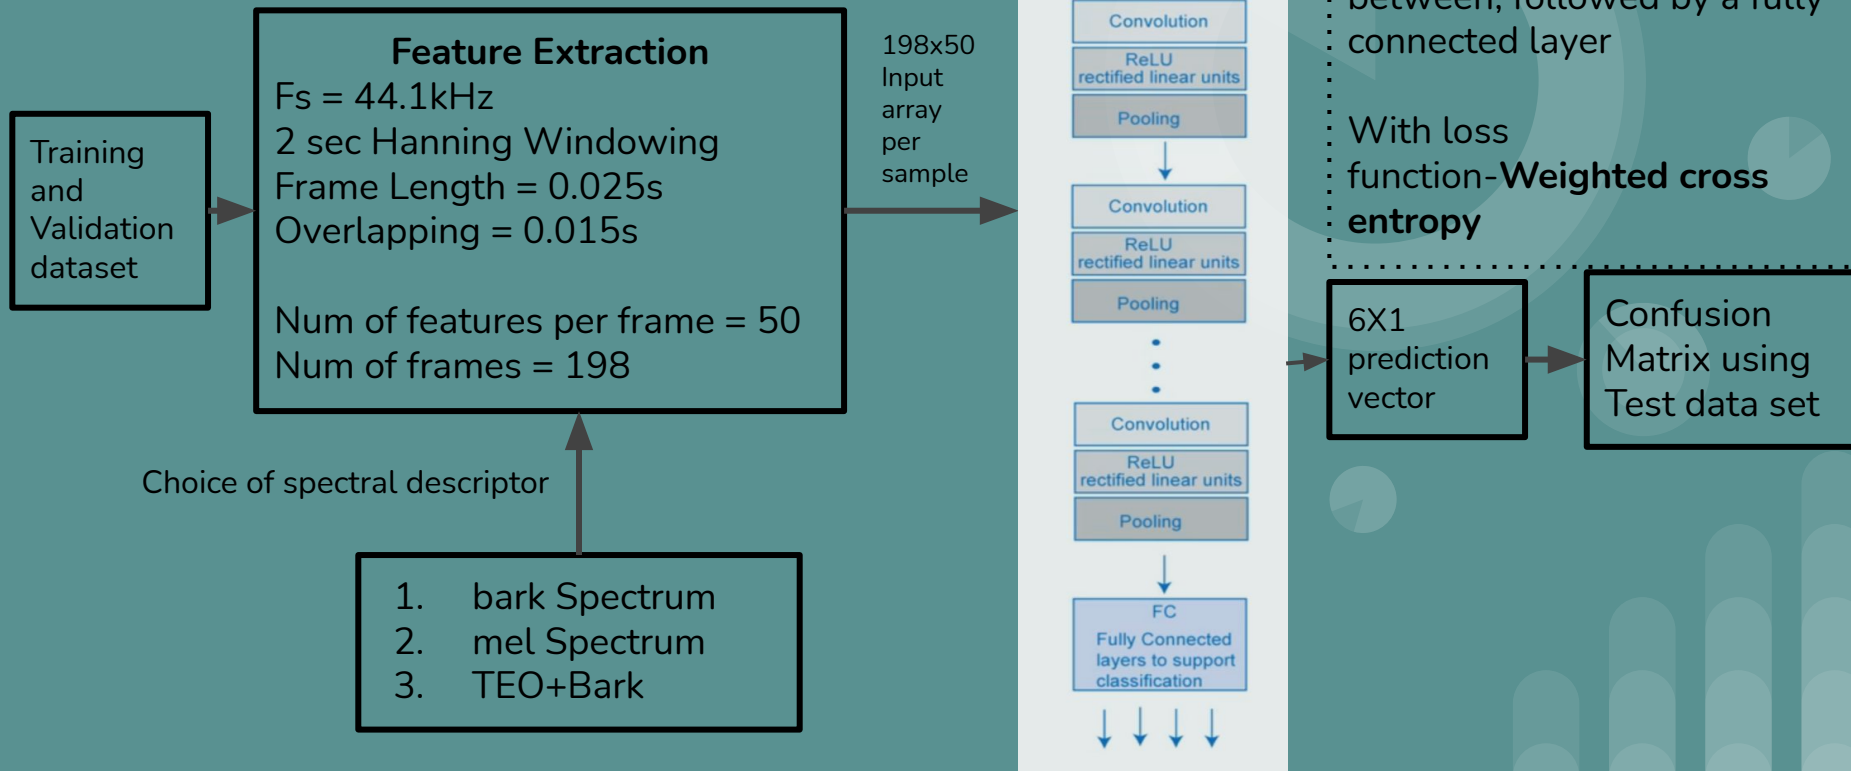 Training
and
Validation
dataset
Feature Extraction
Fs = 44.1kHz
2 sec Hanning Windowing
Frame Length = 0.025s
Overlapping = 0.015s
Num of features per frame = 50
Num of frames = 198
Choice of spectral descriptor
1. bark Spectrum
2. mel Spectrum
3. TEO+Bark
198x50
Input
array
per
sample
Convolution
ReLU
rectified linear units
Pooling
Convolution
ReLU
rectified linear units
Pooling
Convolution
ReLU
rectified linear units
Pooling
FC
Fully Connected
layers to support
classification
between, followed by a fully
connected layer
With loss
function-Weighted cross
entropy
6X1
prediction
vector
Confusion
Matrix using
Test data set